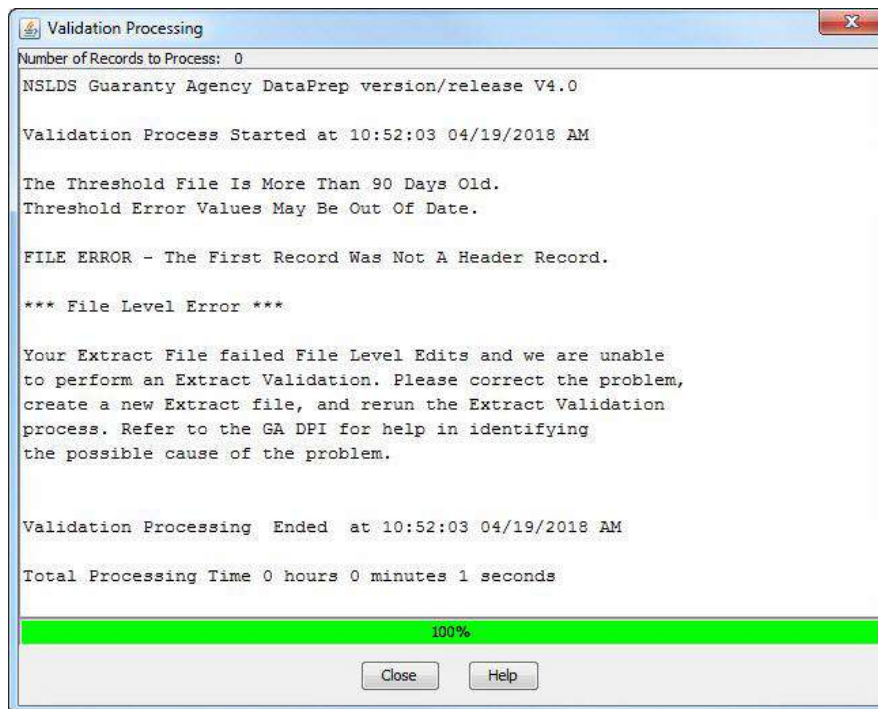 Validation Processing
Number of Records to Process: 0
NSLDS Guaranty Agency DataPrep version/release V4.0
Validation Process Started at 10:52:03 04/19/2018 AM
The Threshold File Is More Than 90 Days Old.
Threshold Error Values May Be Out Of Date.
FILE ERROR - The First Record Was Not A Header Record.
*** File Level Error ***
Your Extract File failed File Level Edits and we are unable
to perform an Extract Validation. Please correct the problem,
create a new Extract file, and rerun the Extract Validation
process. Refer to the GA DPI for help in identifying
the possible cause of the problem.
Validation Processing  Ended  at 10:52:03 04/19/2018 AM
Total Processing Time 0 hours 0 minutes 1 seconds
100%
Close Help